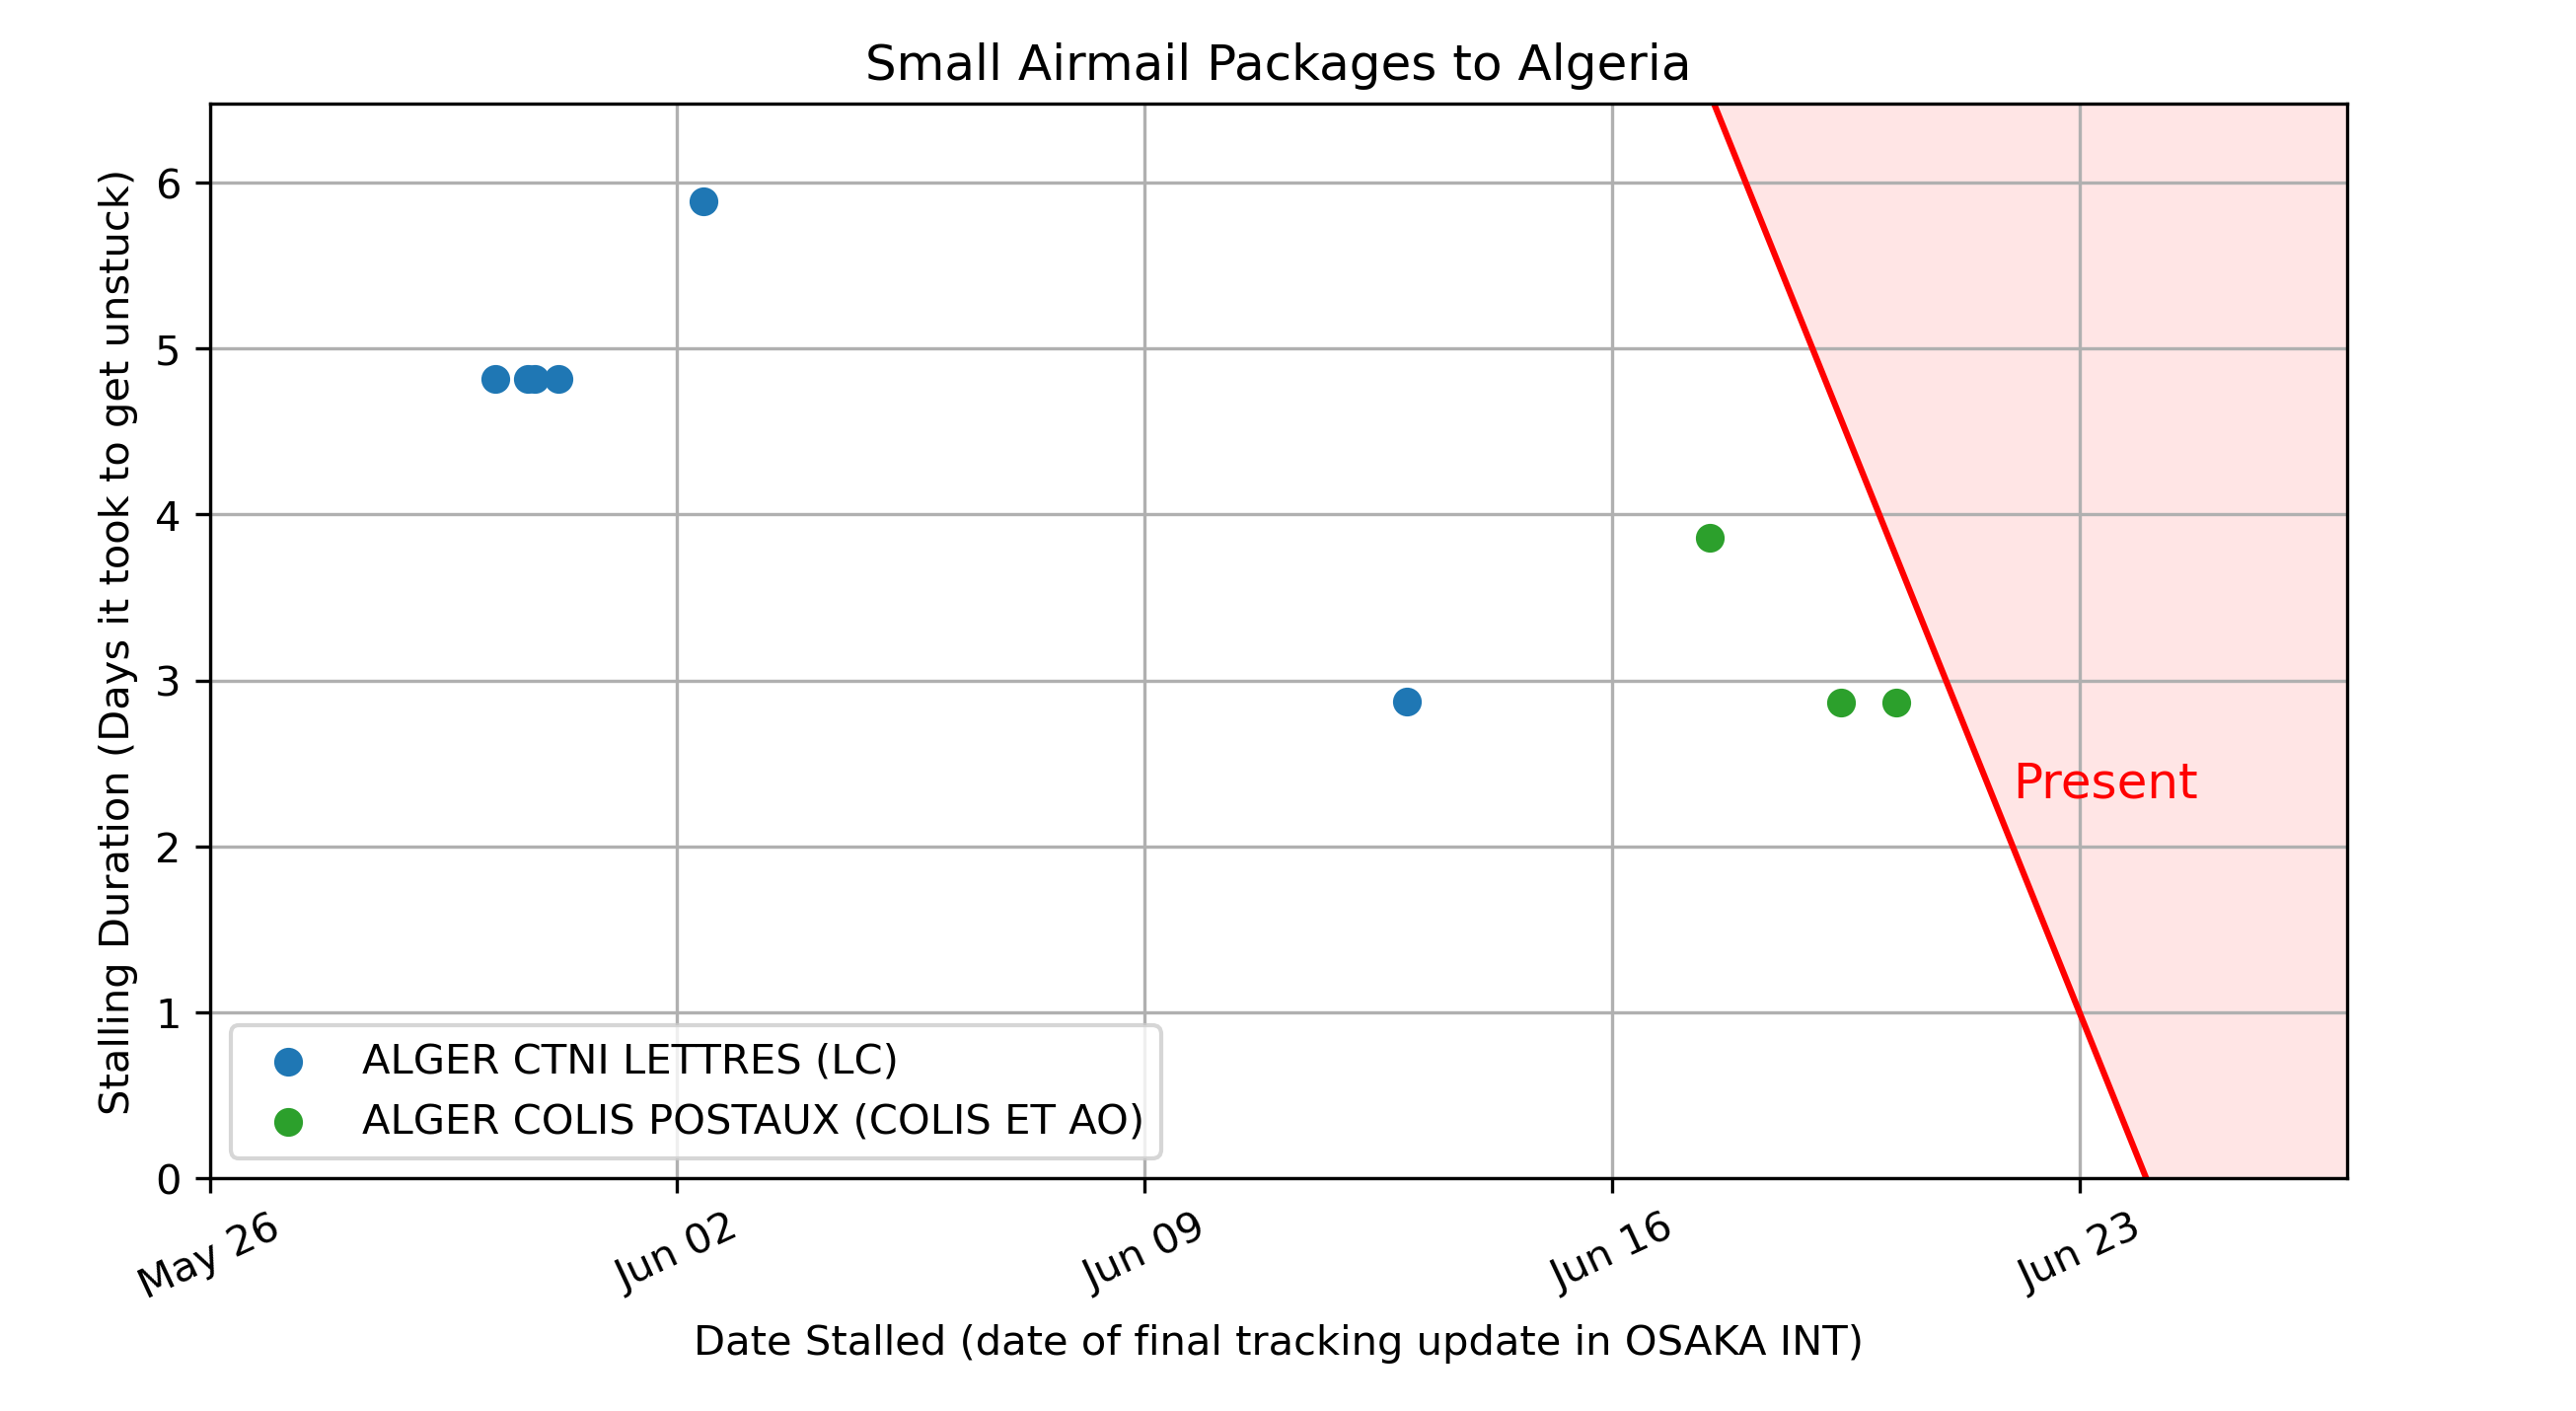 Small Airmail Packages to Algeria
Stalling Duration (Days it took to get unstuck)
6
5
4
3
2
1
0
Present
ALGER CTNI LETTRES (LC)
ALGER COLIS POSTAUX (COLIS ET AO)
May 26
Jun 02
Jun 09
Jun 16
Jun 23
Date Stalled (date of final tracking update in OSAKA INT)